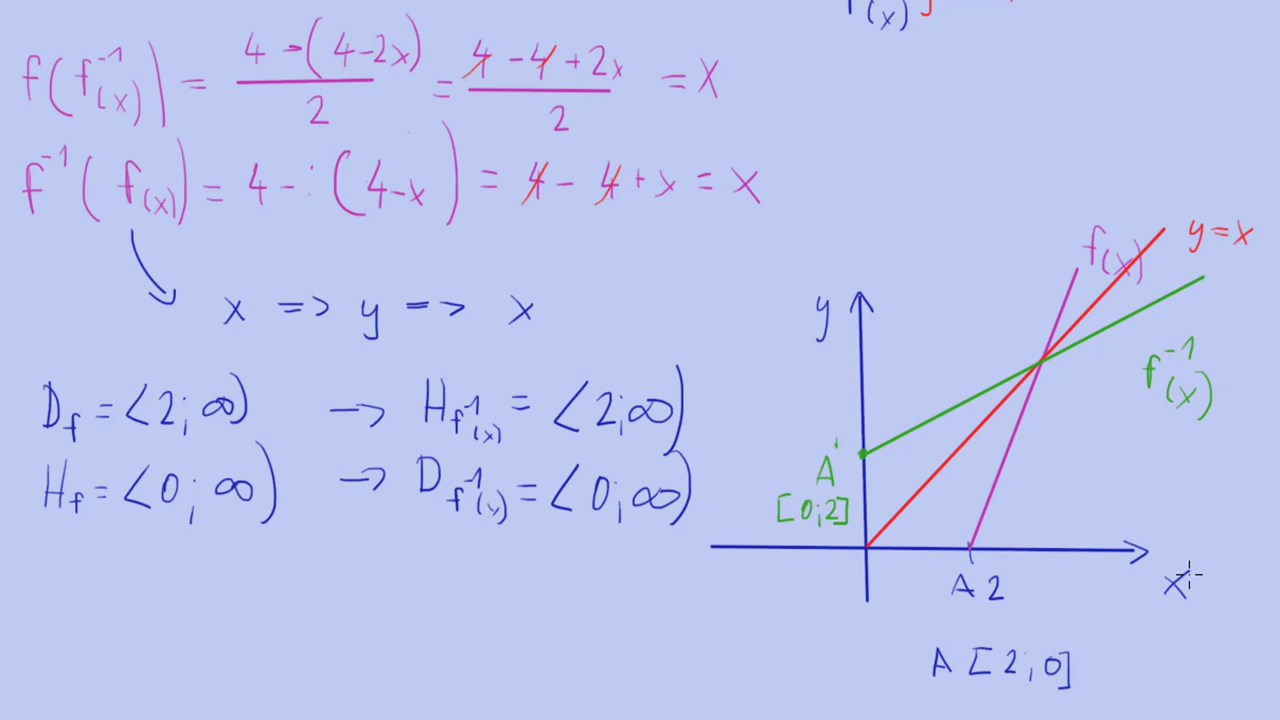 f(x)
f(f⁻¹(x)) = 4-(4-2x)/2 = 4-4+2x/2 = x
f⁻¹(f(x)) = 4-(4-x) = 4-4+x = x
x => y => x
D_f = <2; ∞) → H_f⁻¹(x) = <2; ∞)
H_f = <0; ∞) → D_f⁻¹(x) = <0; ∞)
f(x) y=x
y
f⁻¹(x)
A'
[0;2]
A 2
x
A [2;0]